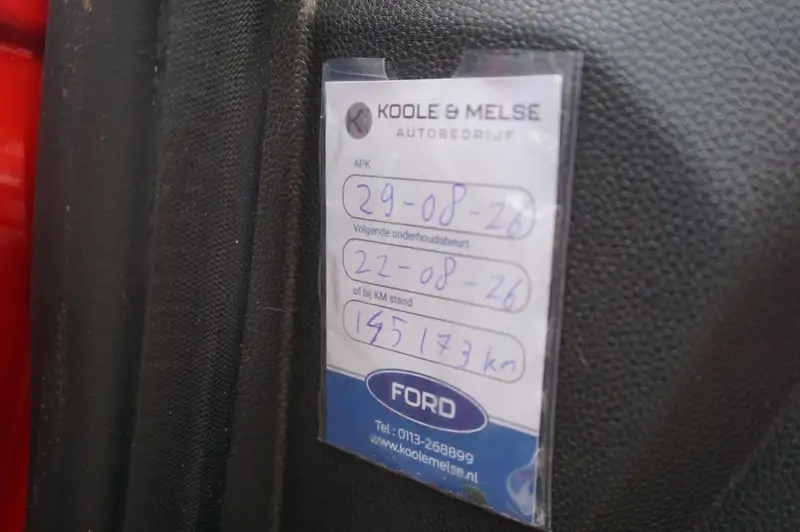 KOOLE & MELSE
AUTOBEDRIJF
APK
29-08-26
Volgende onderhoudsbeurt
22-08-26
of bij KM stand
145173 km
FORD
Tel : 0113-268899
www.koolemelse.nl